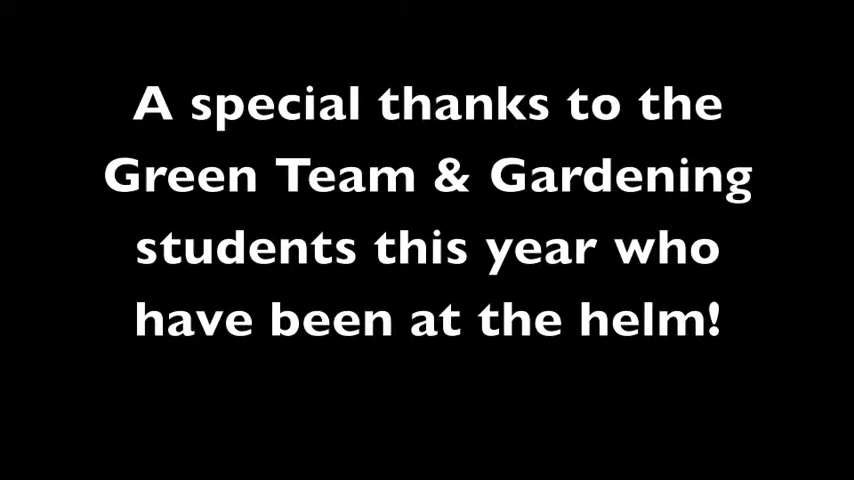 A special thanks to the
Green Team & Gardening
students this year who
have been at the helm!